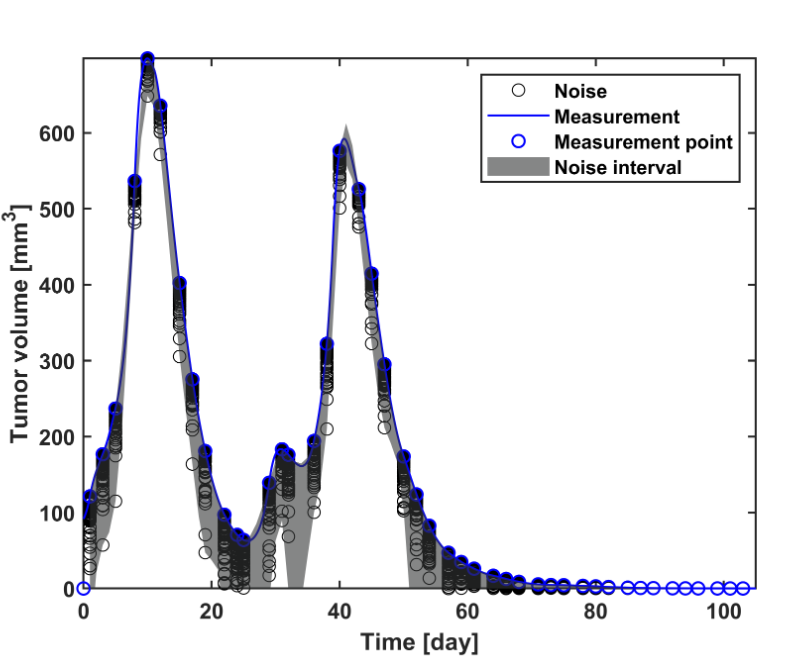 Noise
Measurement
Measurement point
Noise interval
600
500
400
300
200
100
0
Tumor volume [mm³]
0 20 40 60 80 100
Time [day]